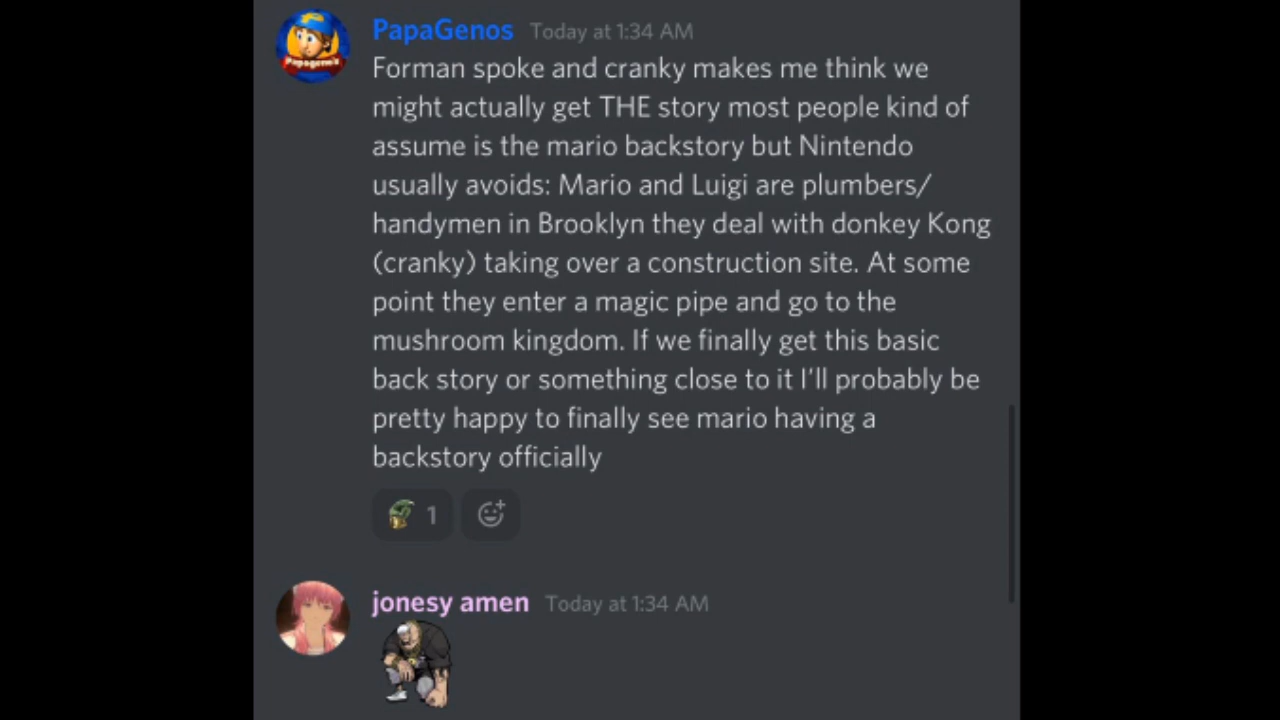 PapaGenos Today at 1:34 AM
Forman spoke and cranky makes me think we
might actually get THE story most people kind of
assume is the mario backstory but Nintendo
usually avoids: Mario and Luigi are plumbers/
handymen in Brooklyn they deal with donkey Kong
(cranky) taking over a construction site. At some
point they enter a magic pipe and go to the
mushroom kingdom. If we finally get this basic
back story or something close to it I'll probably be
pretty happy to finally see mario having a
backstory officially
1
jonesy amen Today at 1:34 AM